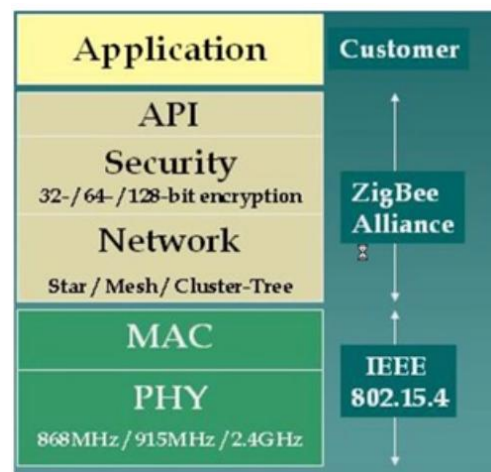 Application
Customer
API
Security
32-/64-/128-bit encryption
Network
Star / Mesh / Cluster-Tree
ZigBee
Alliance
MAC
PHY
868MHz / 915MHz / 2.4GHz
IEEE
802.15.4